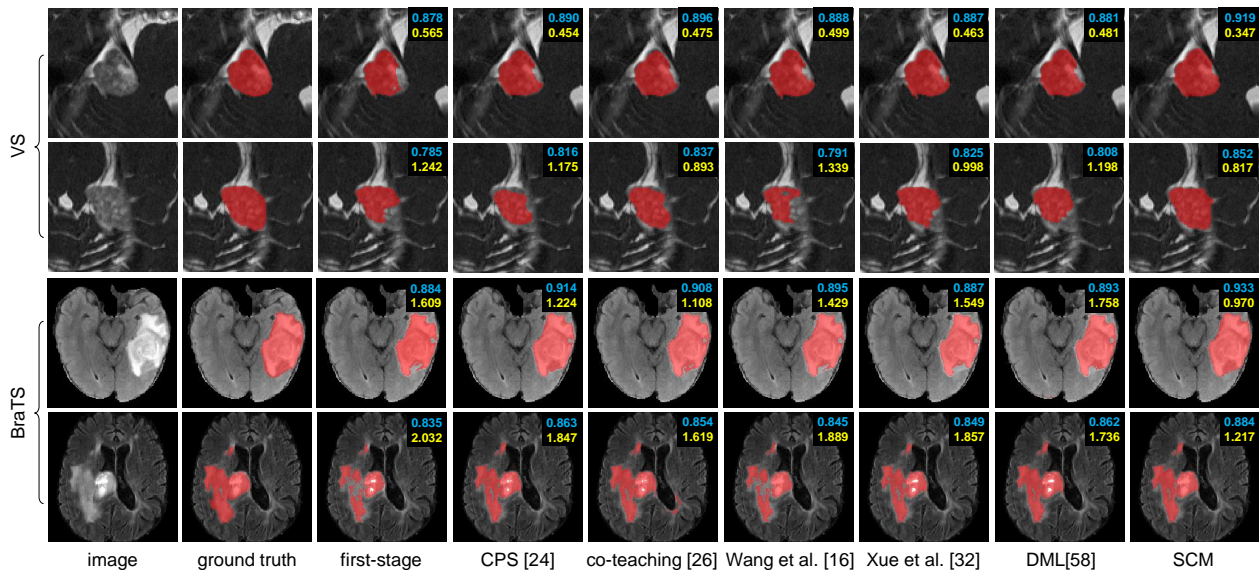 0.878 0.890 0.896 0.888 0.887 0.881 0.919
0.565 0.454 0.475 0.499 0.463 0.481 0.347
VS
0.785 0.816 0.837 0.791 0.825 0.808 0.852
1.242 1.175 0.893 1.339 0.998 1.198 0.817
0.884 0.914 0.908 0.895 0.887 0.893 0.933
1.609 1.224 1.108 1.429 1.549 1.758 0.970
BraTS
0.835 0.863 0.854 0.845 0.849 0.862 0.884
2.032 1.847 1.619 1.889 1.857 1.736 1.217
image ground truth first-stage CPS [24] co-teaching [26] Wang et al. [16] Xue et al. [32] DML[58] SCM